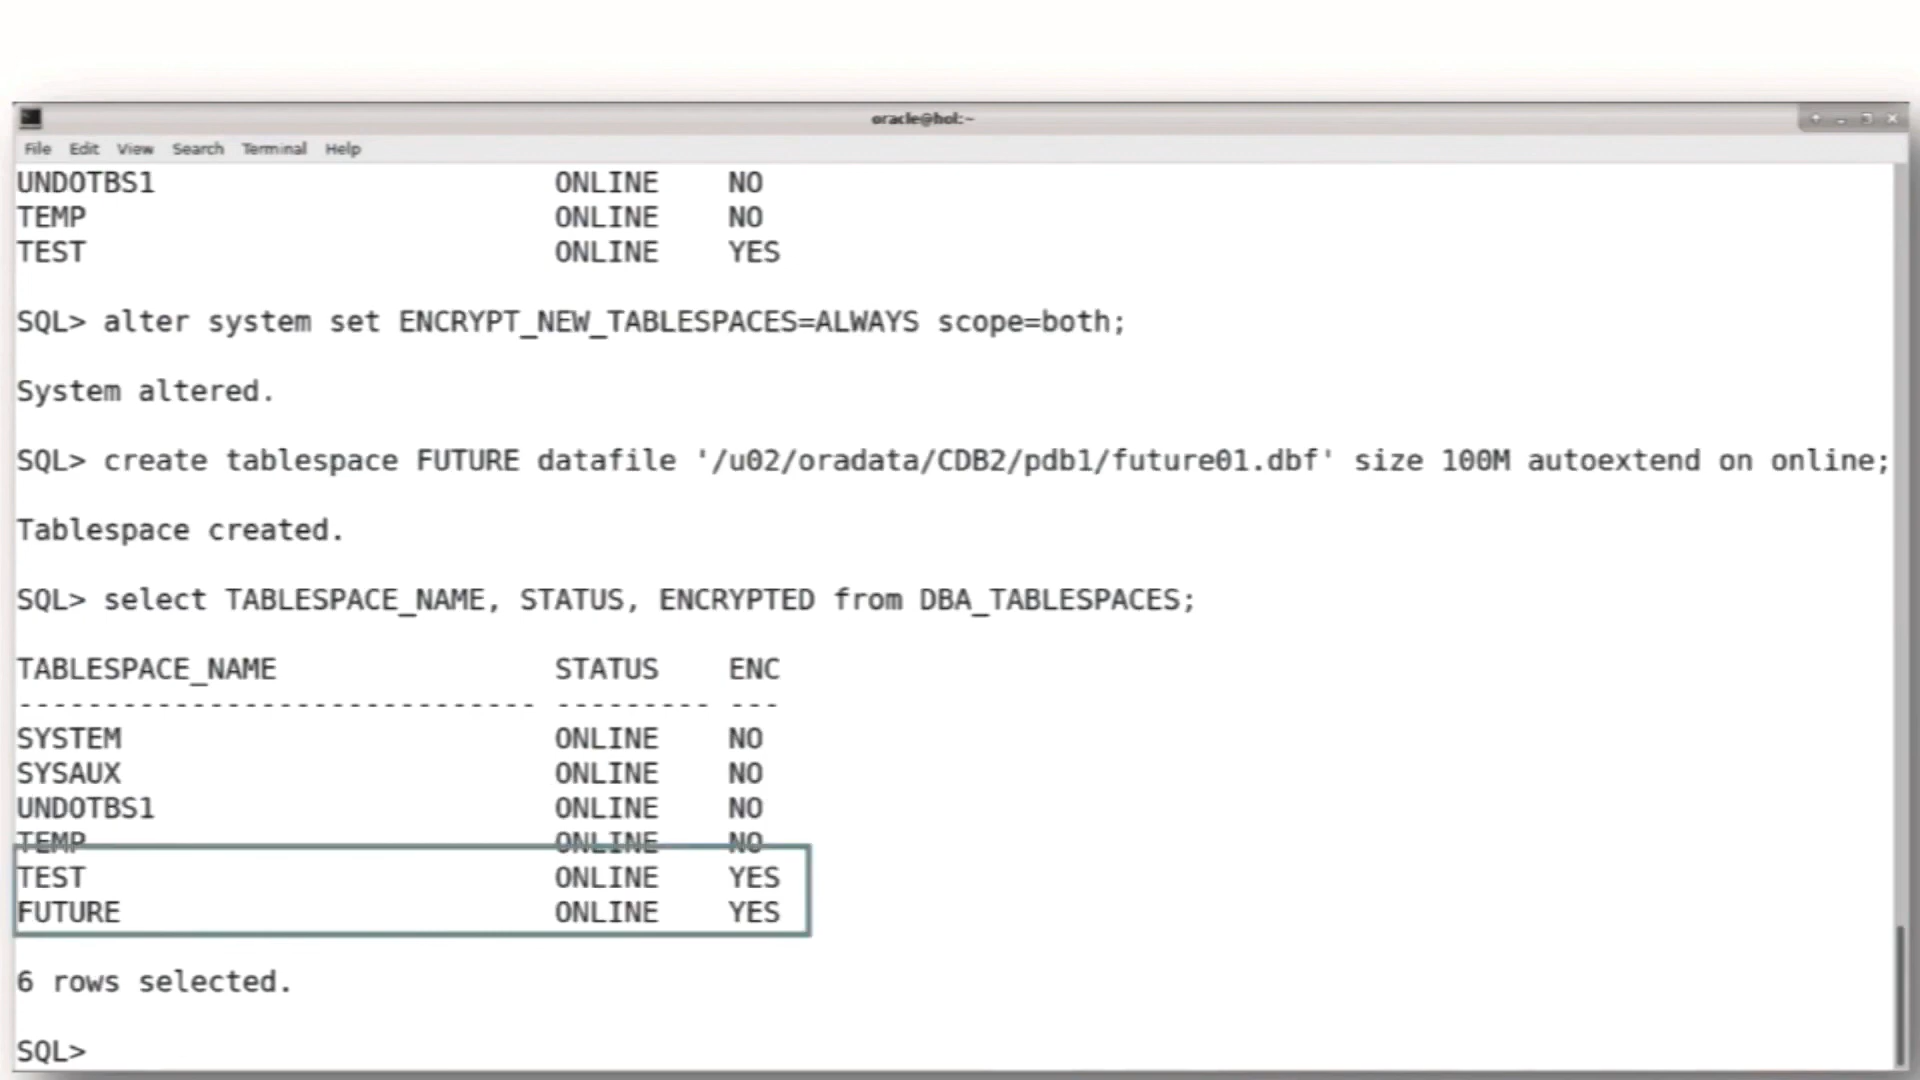 oracle@hol:~
File Edit View Search Terminal Help
UNDOTBS1 ONLINE NO
TEMP ONLINE NO
TEST ONLINE YES
SQL> alter system set ENCRYPT_NEW_TABLESPACES=ALWAYS scope=both;
System altered.
SQL> create tablespace FUTURE datafile '/u02/oradata/CDB2/pdb1/future01.dbf' size 100M autoextend on online;
Tablespace created.
SQL> select TABLESPACE_NAME, STATUS, ENCRYPTED from DBA_TABLESPACES;
TABLESPACE_NAME STATUS ENC
------------------------------ --------- ---
SYSTEM ONLINE NO
SYSAUX ONLINE NO
UNDOTBS1 ONLINE NO
TEMP ONLINE NO
TEST ONLINE YES
FUTURE ONLINE YES
6 rows selected.
SQL>